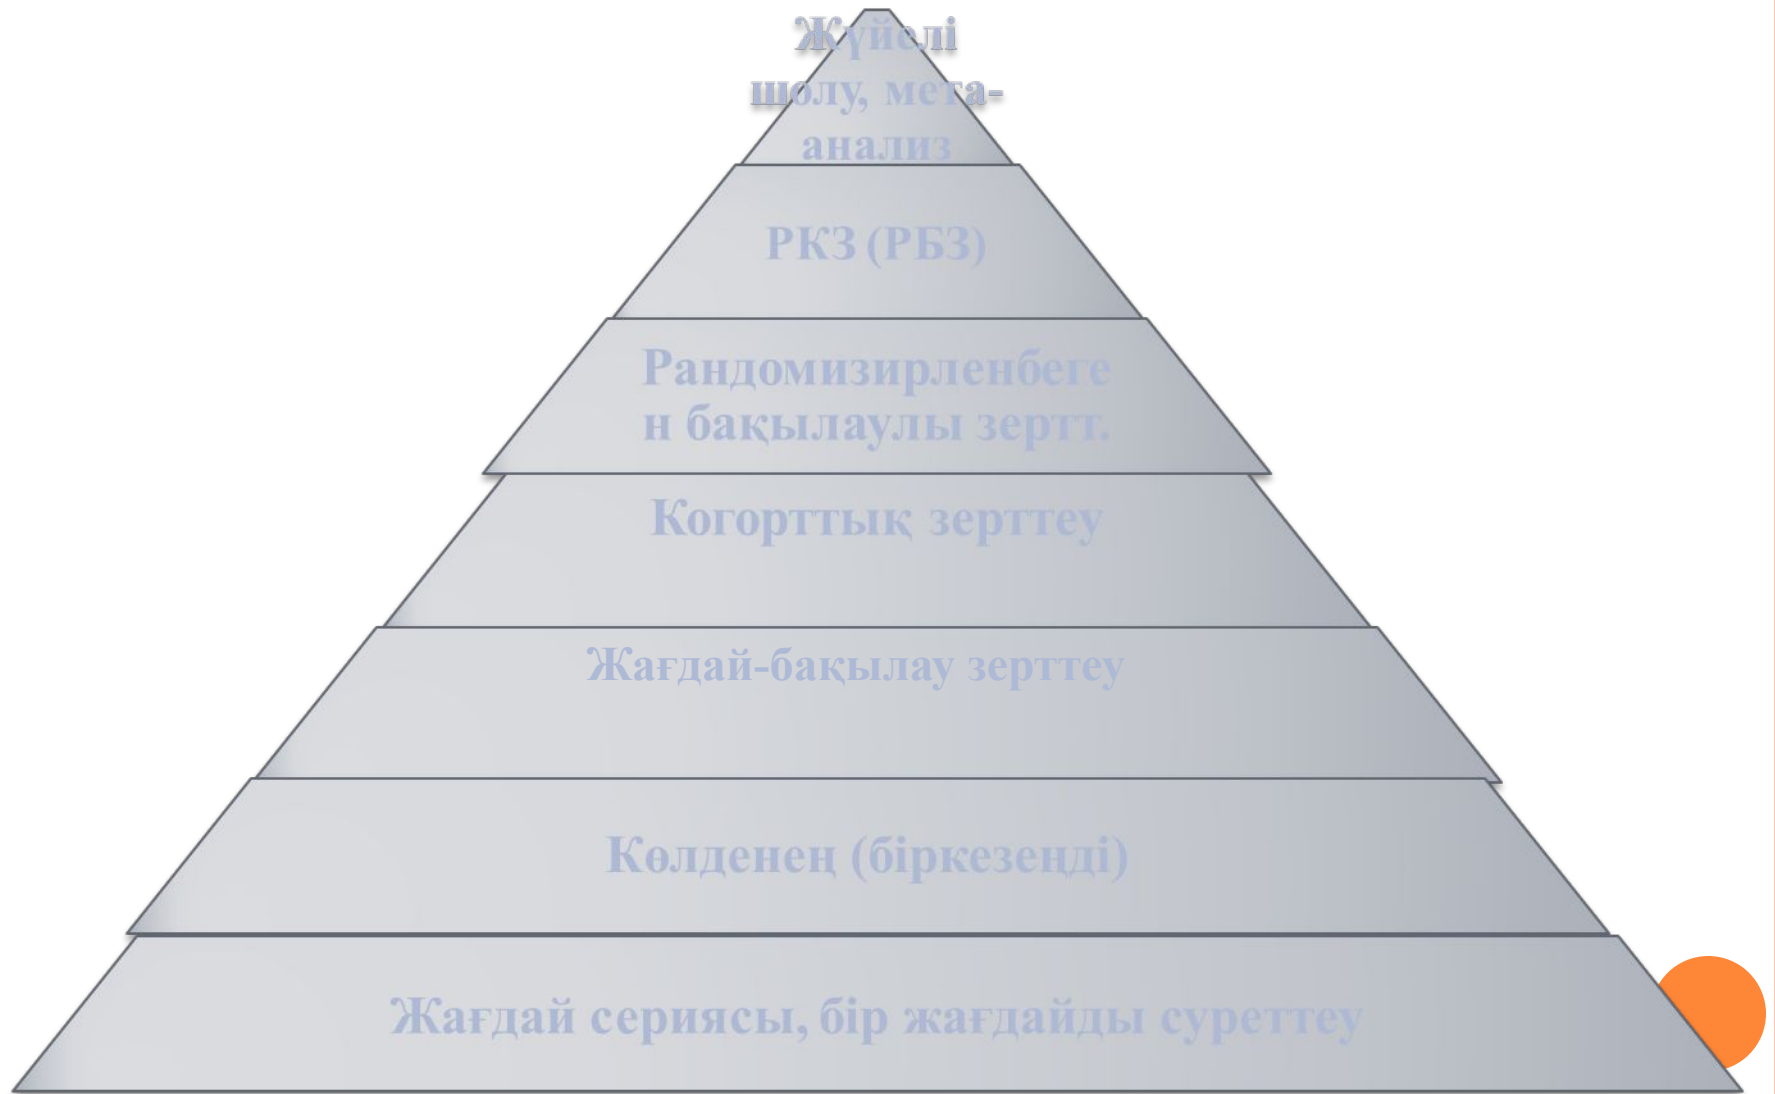 Жүйелі
шолу, мета-
анализ
РКЗ (РБЗ)
Рандомизирленбеге
н бақылаулы зертт.
Когорттық зерттеу
Жағдай-бақылау зерттеу
Көлденең (біркезеңді)
Жағдай сериясы, бір жағдайды суреттеу